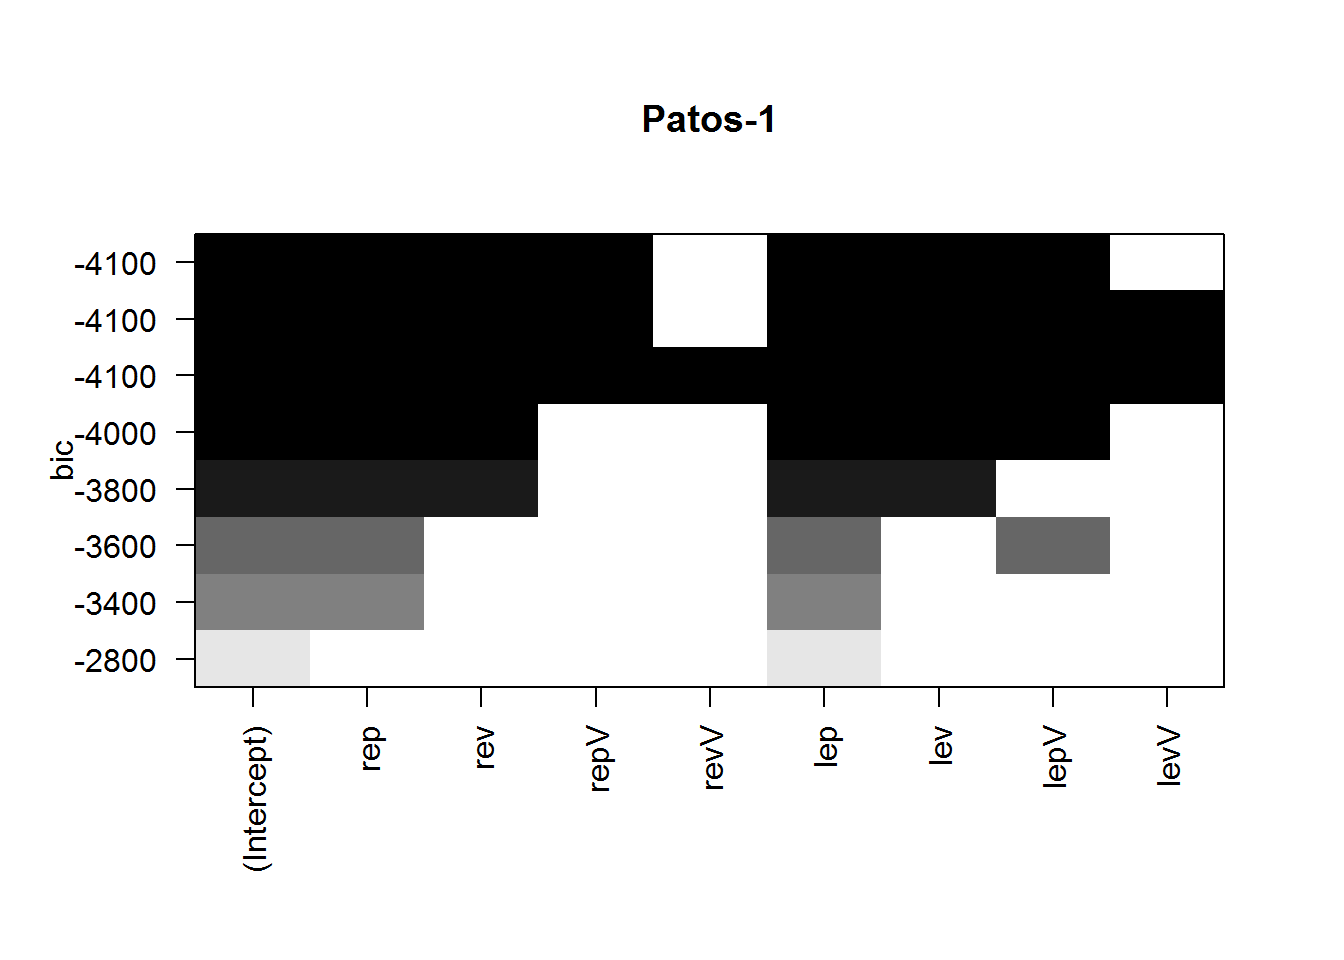 Patos-1
bic
-4100
-4100
-4100
-4000
-3800
-3600
-3400
-2800
(Intercept)
rep
rev
repV
revV
lep
lev
lepV
levV